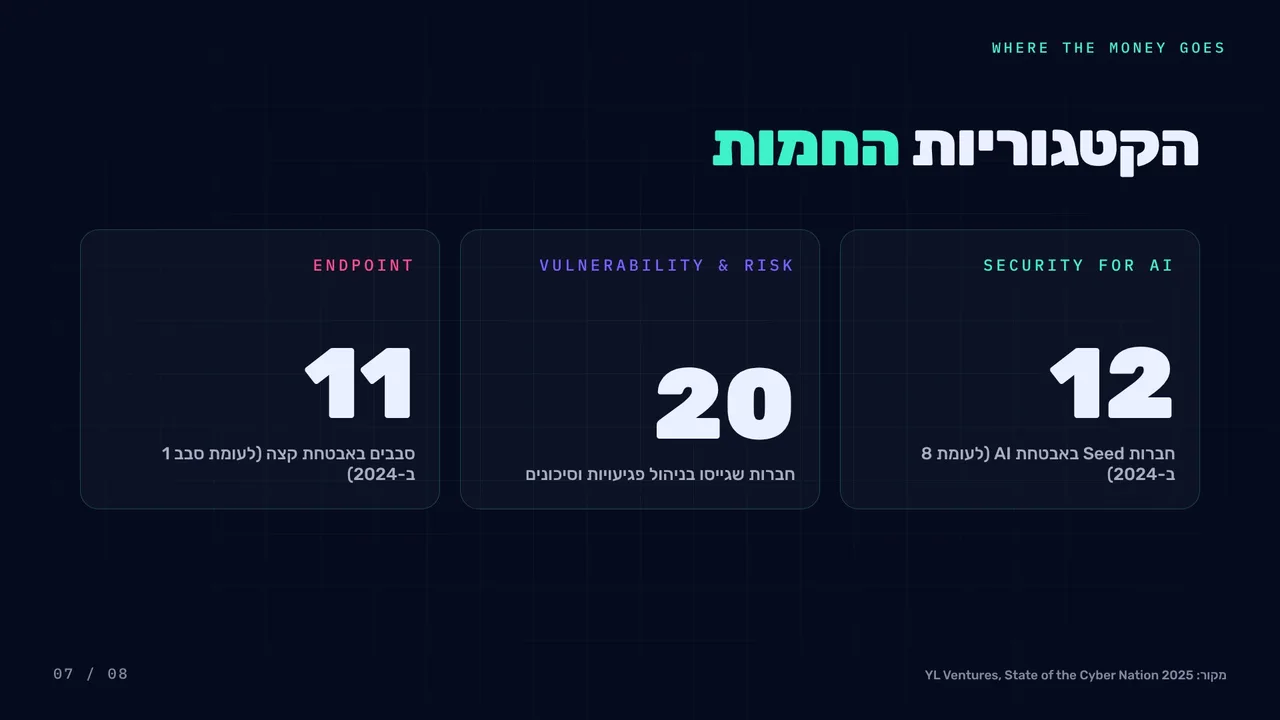 WHERE THE MONEY GOES
הקטגוריות החמות
SECURITY FOR AI
12
חברות Seed באבטחת AI (לעומת 8
ב-2024)
VULNERABILITY & RISK
20
חברות שגייסו בניהול פגיעויות וסיכונים
ENDPOINT
11
סבבים באבטחת קצה (לעומת סבב 1
ב-2024)
מקור: YL Ventures, State of the Cyber Nation 2025
07 / 08